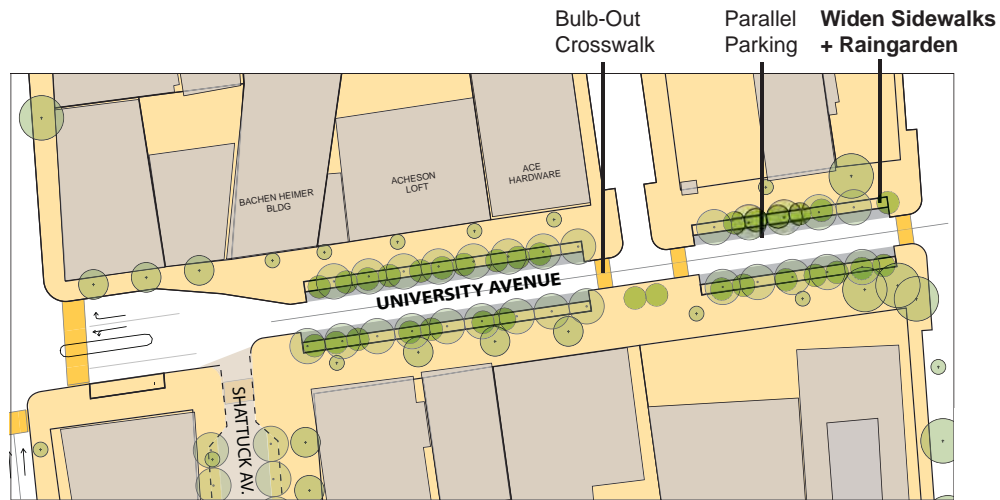 Bulb-Out
Crosswalk
Parallel
Parking
Widen Sidewalks
+ Raingarden
BACHEN HEIMER
BLDG
ACHESON
LOFT
ACE
HARDWARE
UNIVERSITY AVENUE
SHATTUCK AV.